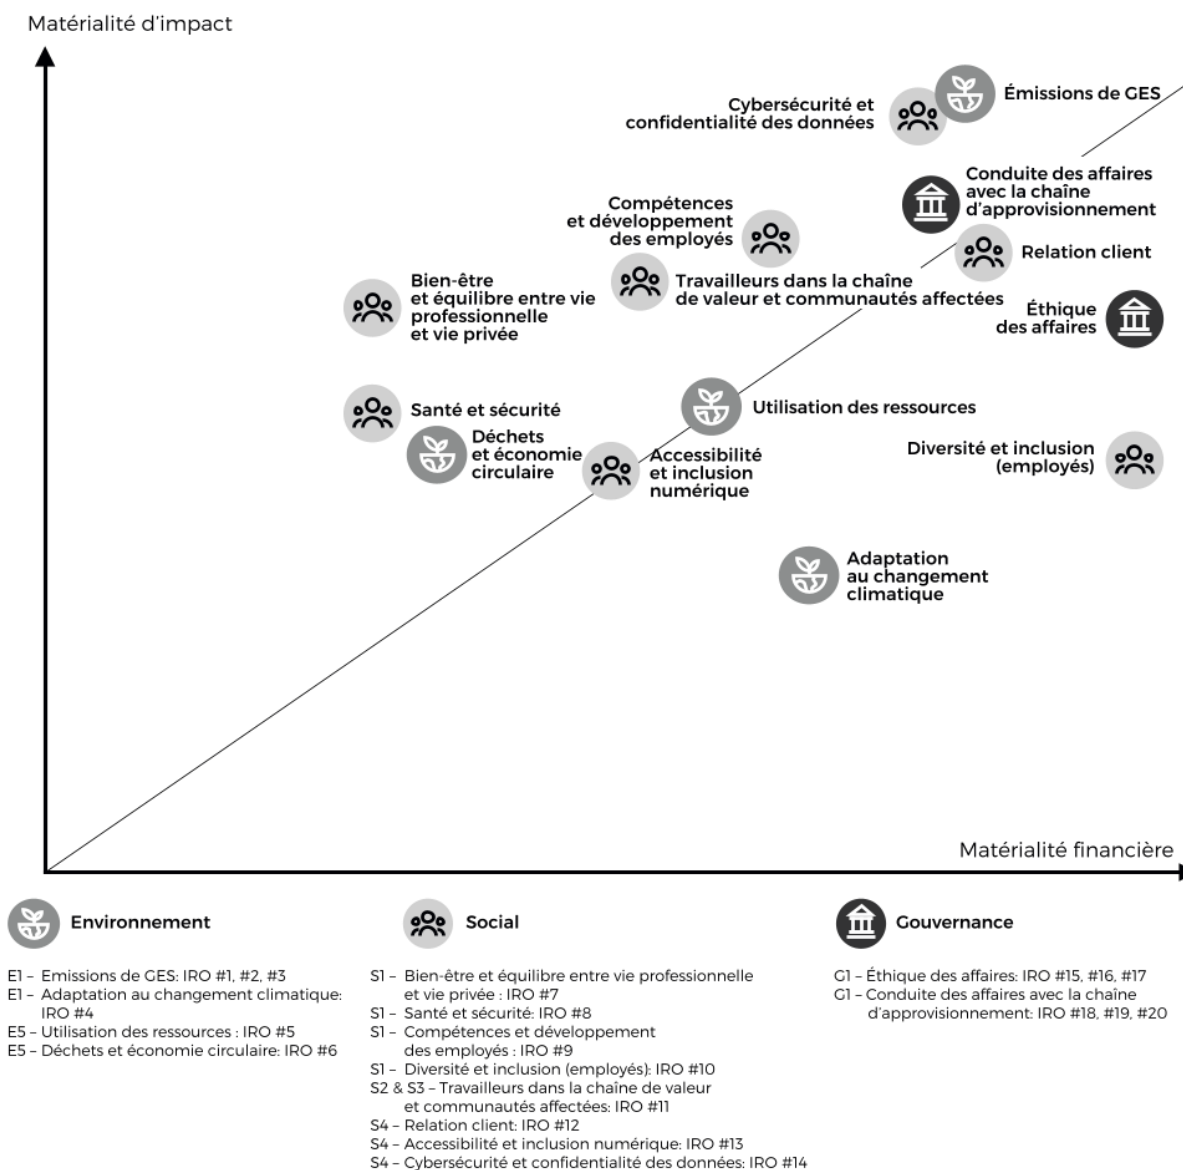 Matérialité d'impact
Cybersécurité et
confidentialité des données
Émissions de GES
Conduite des affaires
avec la chaîne
d'approvisionnement
Compétences
et développement
des employés
Relation client
Bien-être
et équilibre entre vie
professionnelle
et vie privée
Travailleurs dans la chaîne
de valeur et communautés affectées
Éthique
des affaires
Santé et sécurité
Utilisation des ressources
Déchets
et économie
circulaire
Accessibilité
et inclusion
numérique
Diversité et inclusion
(employés)
Adaptation
au changement
climatique
Matérialité financière
Environnement
E1 – Emissions de GES: IRO #1, #2, #3
E1 – Adaptation au changement climatique:
IRO #4
E5 – Utilisation des ressources : IRO #5
E5 – Déchets et économie circulaire: IRO #6
Social
S1 – Bien-être et équilibre entre vie professionnelle
et vie privée : IRO #7
S1 – Santé et sécurité: IRO #8
S1 – Compétences et développement
des employés : IRO #9
S1 – Diversité et inclusion (employés): IRO #10
S2 & S3 – Travailleurs dans la chaîne de valeur
et communautés affectées: IRO #11
S4 – Relation client: IRO #12
S4 – Accessibilité et inclusion numérique: IRO #13
S4 – Cybersécurité et confidentialité des données: IRO #14
Gouvernance
G1 – Éthique des affaires: IRO #15, #16, #17
G1 – Conduite des affaires avec la chaîne
d'approvisionnement: IRO #18, #19, #20